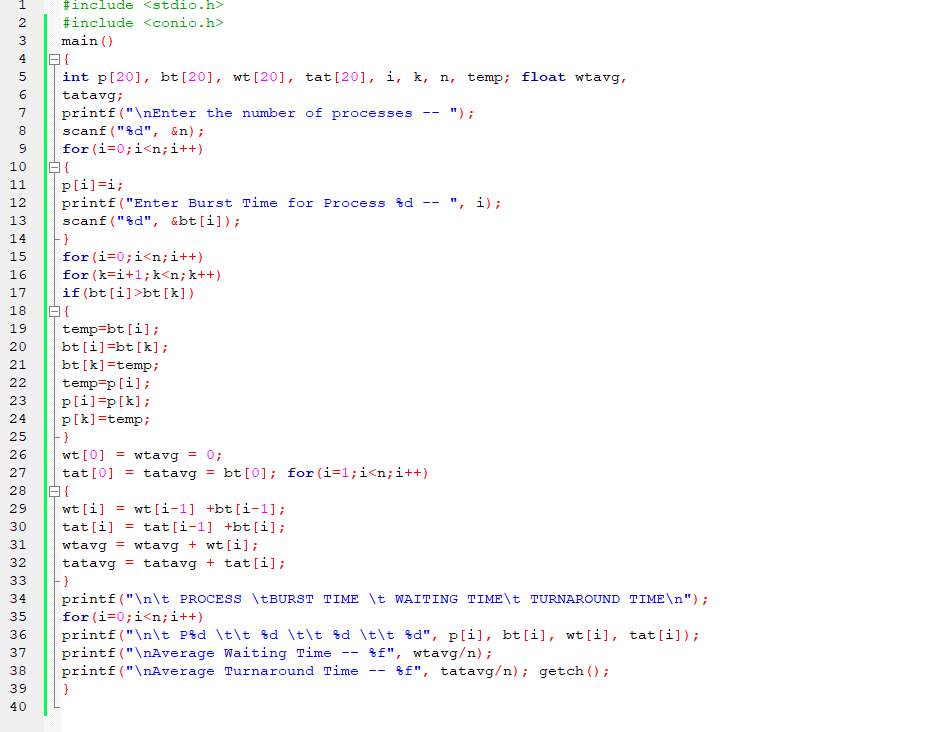 1 #include <stdio.h>
2 #include <conio.h>
3 main()
4 {
5 int p[20], bt[20], wt[20], tat[20], i, k, n, temp; float wtavg,
6 tatavg;
7 printf("\nEnter the number of processes -- ");
8 scanf("%d", &n);
9 for(i=0;i<n;i++)
10 {
11 p[i]=i;
12 printf("Enter Burst Time for Process %d -- ", i);
13 scanf("%d", &bt[i]);
14 }
15 for(i=0;i<n;i++)
16 for(k=i+1;k<n;k++)
17 if(bt[i]>bt[k])
18 {
19 temp=bt[i];
20 bt[i]=bt[k];
21 bt[k]=temp;
22 temp=p[i];
23 p[i]=p[k];
24 p[k]=temp;
25 }
26 wt[0] = wtavg = 0;
27 tat[0] = tatavg = bt[0]; for(i=1;i<n;i++)
28 {
29 wt[i] = wt[i-1] +bt[i-1];
30 tat[i] = tat[i-1] +bt[i];
31 wtavg = wtavg + wt[i];
32 tatavg = tatavg + tat[i];
33 }
34 printf("\n\t PROCESS \tBURST TIME \t WAITING TIME\t TURNAROUND TIME\n");
35 for(i=0;i<n;i++)
36 printf("\n\t P%d \t\t %d \t\t %d \t\t %d", p[i], bt[i], wt[i], tat[i]);
37 printf("\nAverage Waiting Time -- %f", wtavg/n);
38 printf("\nAverage Turnaround Time -- %f", tatavg/n); getch();
39 }
40